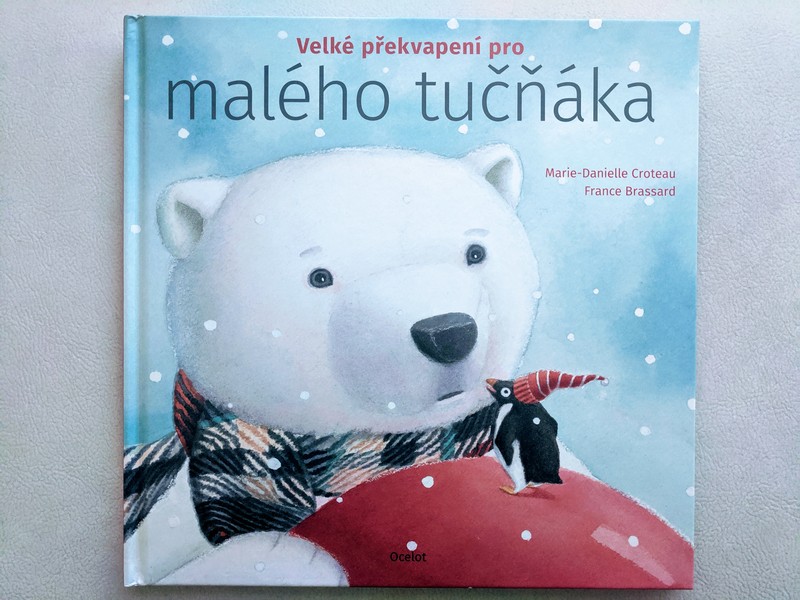 Velké překvapení pro
malého tučňáka
Marie-Danielle Croteau
France Brassard
Ocelot